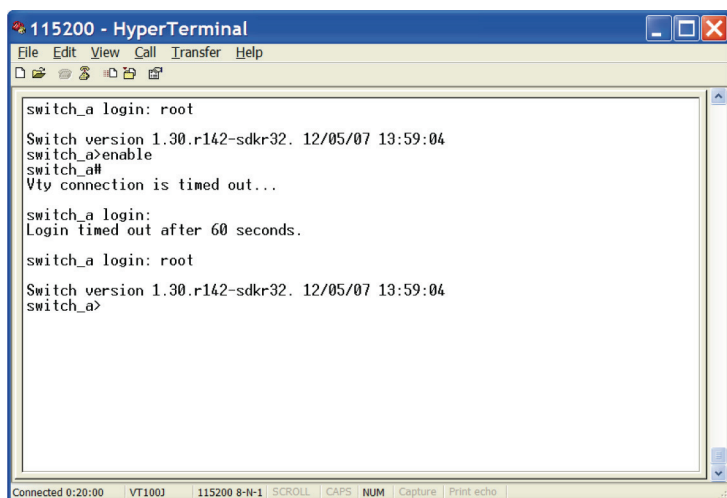 115200 - HyperTerminal
File Edit View Call Transfer Help
switch_a login: root
Switch version 1.30.r142-sdkr32. 12/05/07 13:59:04
switch_a>enable
switch_a#
Vty connection is timed out...
switch_a login:
Login timed out after 60 seconds.
switch_a login: root
Switch version 1.30.r142-sdkr32. 12/05/07 13:59:04
switch_a>
Connected 0:20:00 VT100J 115200 8-N-1 SCROLL CAPS NUM Capture Print echo